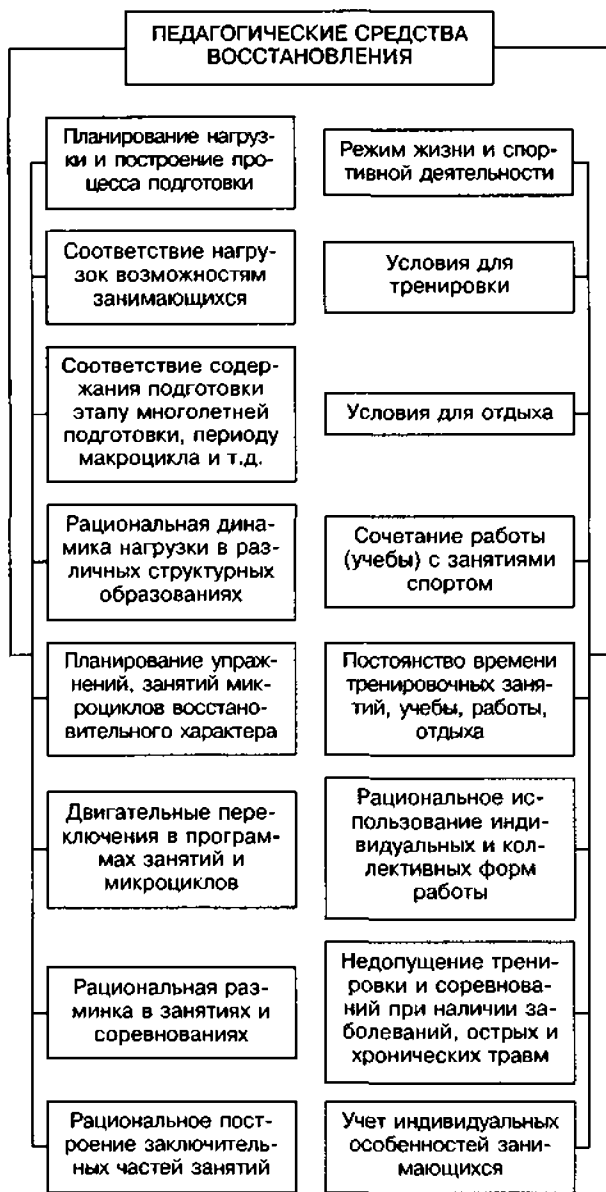 ПЕДАГОГИЧЕСКИЕ СРЕДСТВА
ВОССТАНОВЛЕНИЯ
Планирование нагруз-
ки и построение про-
цесса подготовки
Соответствие нагру-
зок возможностям
занимающихся
Соответствие содер-
жания подготовки
этапу многолетней
подготовки, периоду
макроцикла и т.д.
Рациональная дина-
мика нагрузки в раз-
личных структурных
образованиях
Планирование упраж-
нений, занятий мик-
роциклов восстано-
вительного характера
Двигательные пере-
ключения в програм-
мах занятий и
микроциклов
Рациональная раз-
минка в занятиях и
соревнованиях
Рациональное пост-
роение заключитель-
ных частей занятий
Режим жизни и спор-
тивной деятельности
Условия для
тренировки
Условия для отдыха
Сочетание работы
(учебы) с занятиями
спортом
Постоянство времени
тренировочных заня-
тий, учебы, работы,
отдыха
Рациональное ис-
пользование инди-
видуальных и кол-
лективных форм
работы
Недопущение трени-
ровки и соревнова-
ний при наличии за-
болеваний, острых и
хронических травм
Учет индивидуальных
особенностей зани-
мающихся